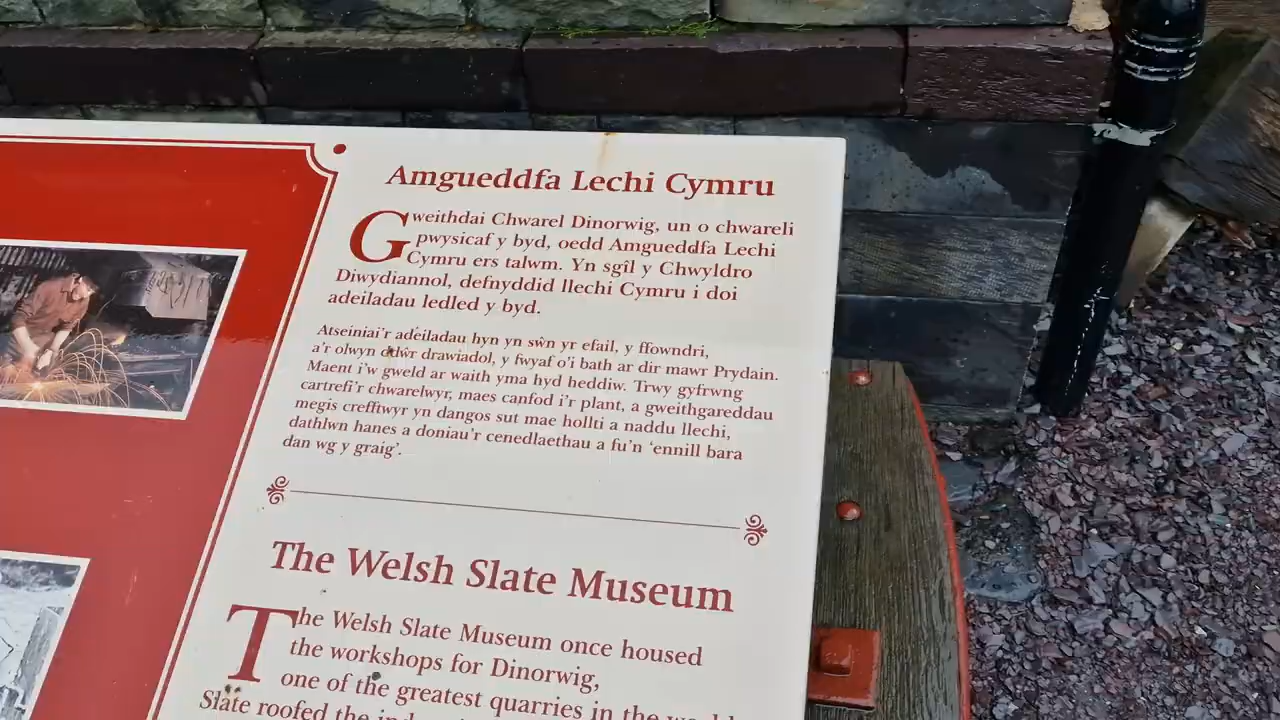 Amgueddfa Lechi Cymru
Gweithdai Chwarel Dinorwig, un o chwareli
pwysicaf y byd, oedd Amgueddfa Lechi
Cymru ers talwm. Yn sgîl y Chwyldro
Diwydiannol, defnyddid llechi Cymru i doi
adeiladau ledled y byd.
Atseiniai'r adeiladau hyn yn sŵn yr efail, y ffowndri,
a'r olwyn ddŵr drawiadol, y fwyaf o'i bath ar dir mawr Prydain.
Maent i'w gweld ar waith yma hyd heddiw. Trwy gyfrwng
cartrefi'r chwarelwyr, maes canfod i'r plant, a gweithgareddau
megis crefftwyr yn dangos sut mae hollti a naddu llechi,
dathlwn hanes a doniau'r cenedlaethau a fu'n 'ennill bara
dan wg y graig'.
The Welsh Slate Museum
The Welsh Slate Museum once housed
the workshops for Dinorwig,
one of the greatest quarries in the
Slate roofed the